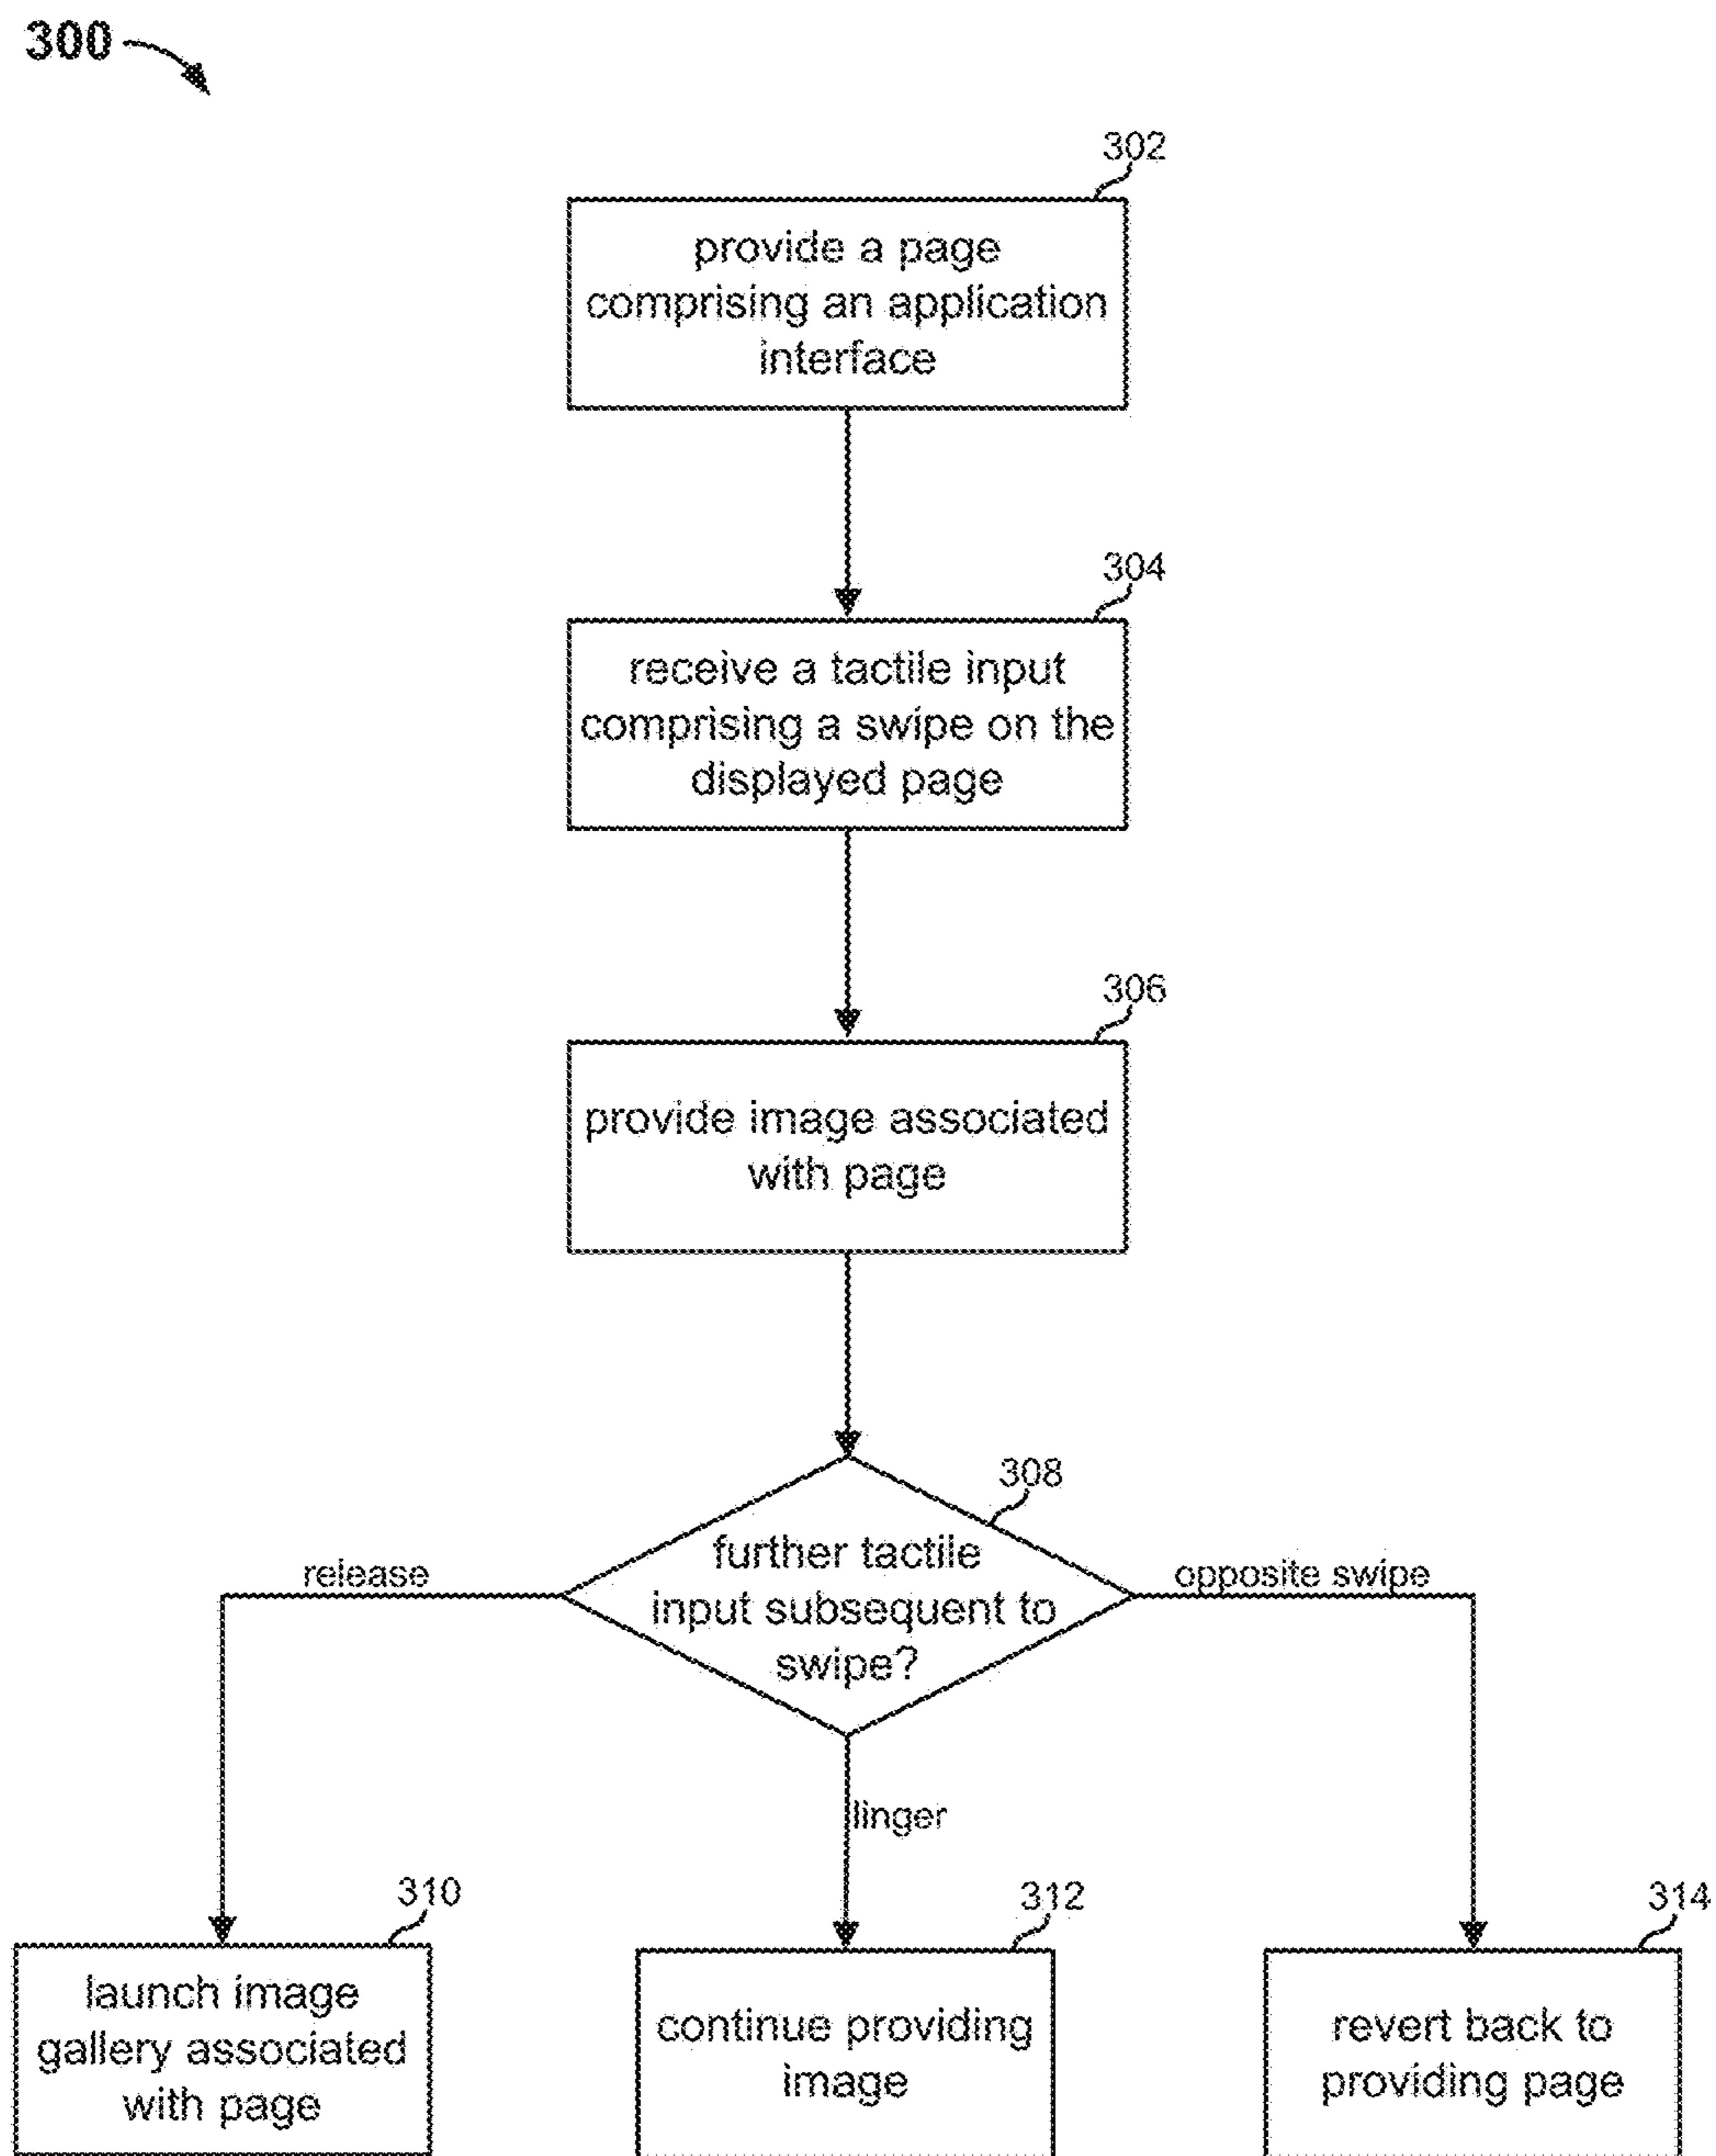 300
302
provide a page
comprising an application
interface
304
receive a tactile input
comprising a swipe on the
displayed page
306
provide image associated
with page
308
further tactile
input subsequent to
swipe?
release
opposite swipe
linger
310
launch image
gallery associated
with page
312
continue providing
image
314
revert back to
providing page